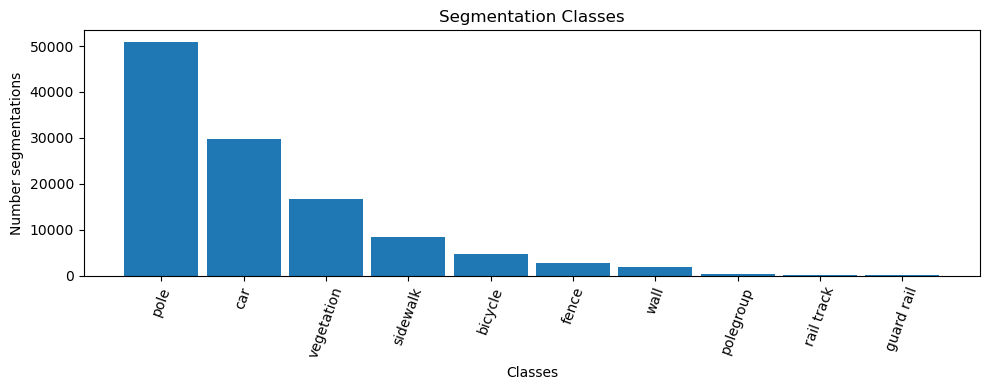 Segmentation Classes
Number segmentations
50000
40000
30000
20000
10000
0
pole
car
vegetation
sidewalk
bicycle
fence
wall
polegroup
rail track
guard rail
Classes